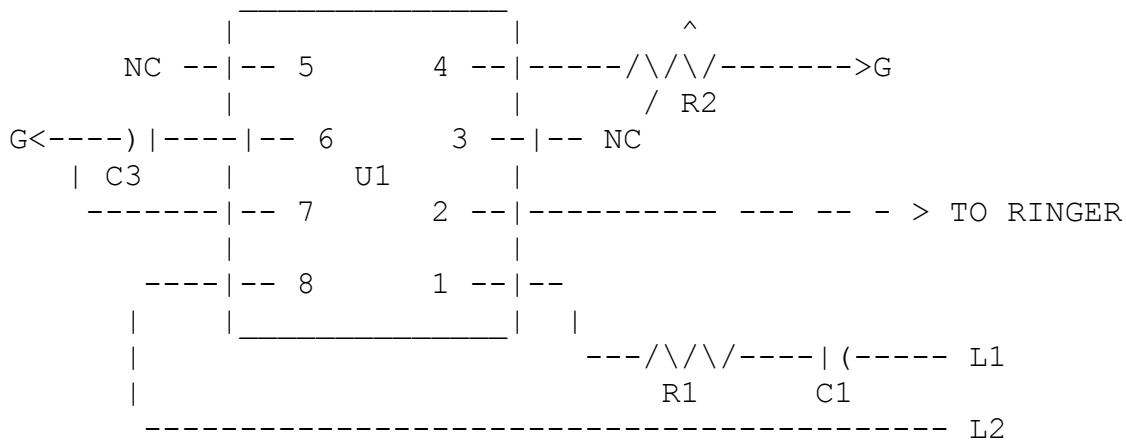 NC --|-- 5 4 --|-----/\/\/------->G
/ R2
G<----)|----|-- 6 3 --|-- NC
| C3 | U1 |
-------|-- 7 2 --|---------- --- -- - > TO RINGER
----|-- 8 1 --|--
---/\/\/----|(----- L1
R1 C1
------------------------------------------ L2